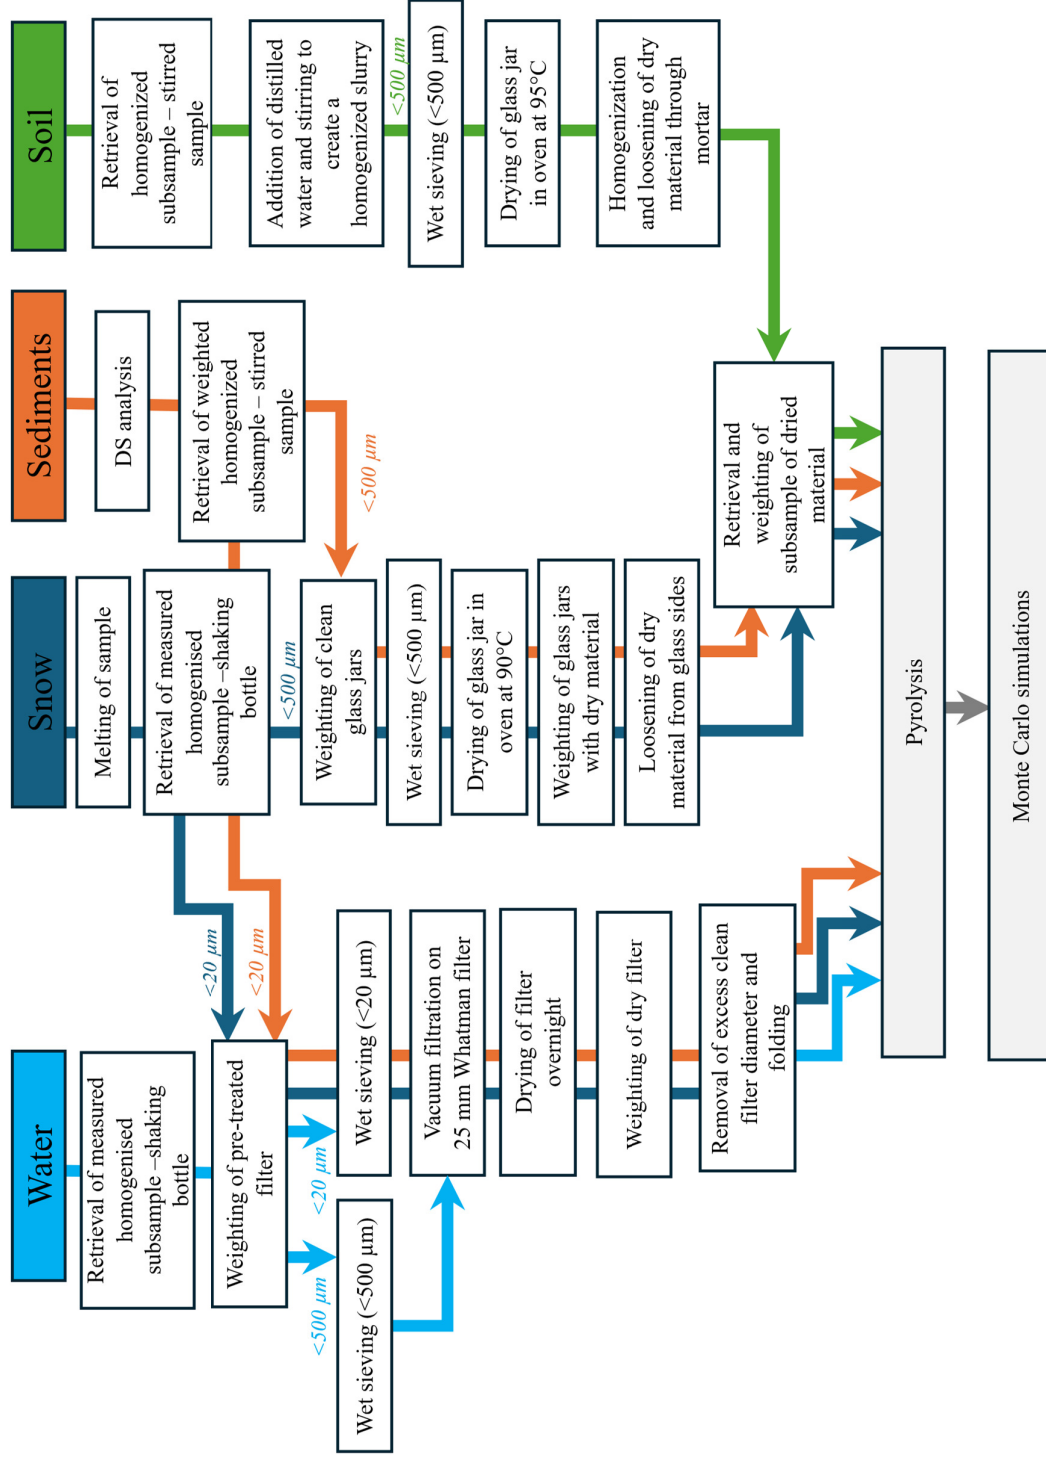 Water
Retrieval of measured
homogenised
subsample –shaking
bottle
Weighting of pre-treated
filter
<500 μm
<20 μm
Wet sieving (<500 μm)
Wet sieving (<20 μm)
Vacuum filtration on
25 mm Whatman filter
Drying of filter
overnight
Weighting of dry filter
Removal of excess clean
filter diameter and
folding
<20 μm
<20 μm
Snow
Melting of sample
Retrieval of measured
homogenised
subsample –shaking
bottle
<500 μm
Weighting of clean
glass jars
Wet sieving (<500 μm)
Drying of glass jar in
oven at 90°C
Weighting of glass jars
with dry material
Loosening of dry
material from glass sides
Sediments
DS analysis
Retrieval of weighted
homogenized
subsample – stirred
sample
<500 μm
Soil
Retrieval of
homogenized
subsample – stirred
sample
Addition of distilled
water and stirring to
create a
homogenized slurry
<500 μm
Wet sieving (<500 μm)
Drying of glass jar
in oven at 95°C
Homogenization
and loosening of dry
material through
mortar
Retrieval and
weighting of
subsample of dried
material
Pyrolysis
Monte Carlo simulations